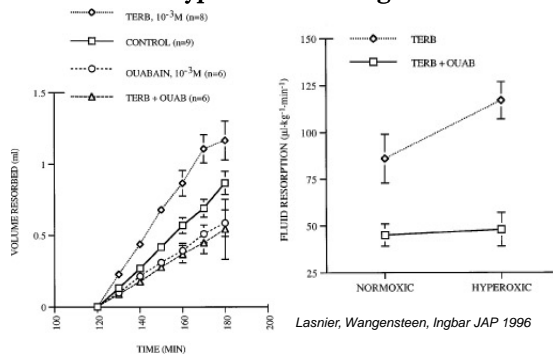 TERB, 10⁻³M (n=8)
CONTROL (n=9)
OUABAIN, 10⁻³M (n=6)
TERB + OUAB (n=6)
1.5
1
0.5
0
VOLUME RESORBED (ml)
100
120
140
160
180
200
TIME (MIN)
TERB
TERB + OUAB
150
125
100
75
50
25
FLUID RESORPTION (µl·kg⁻¹·min⁻¹)
NORMOXIC
HYPEROXIC
Lasnier, Wangensteen, Ingbar JAP 1996